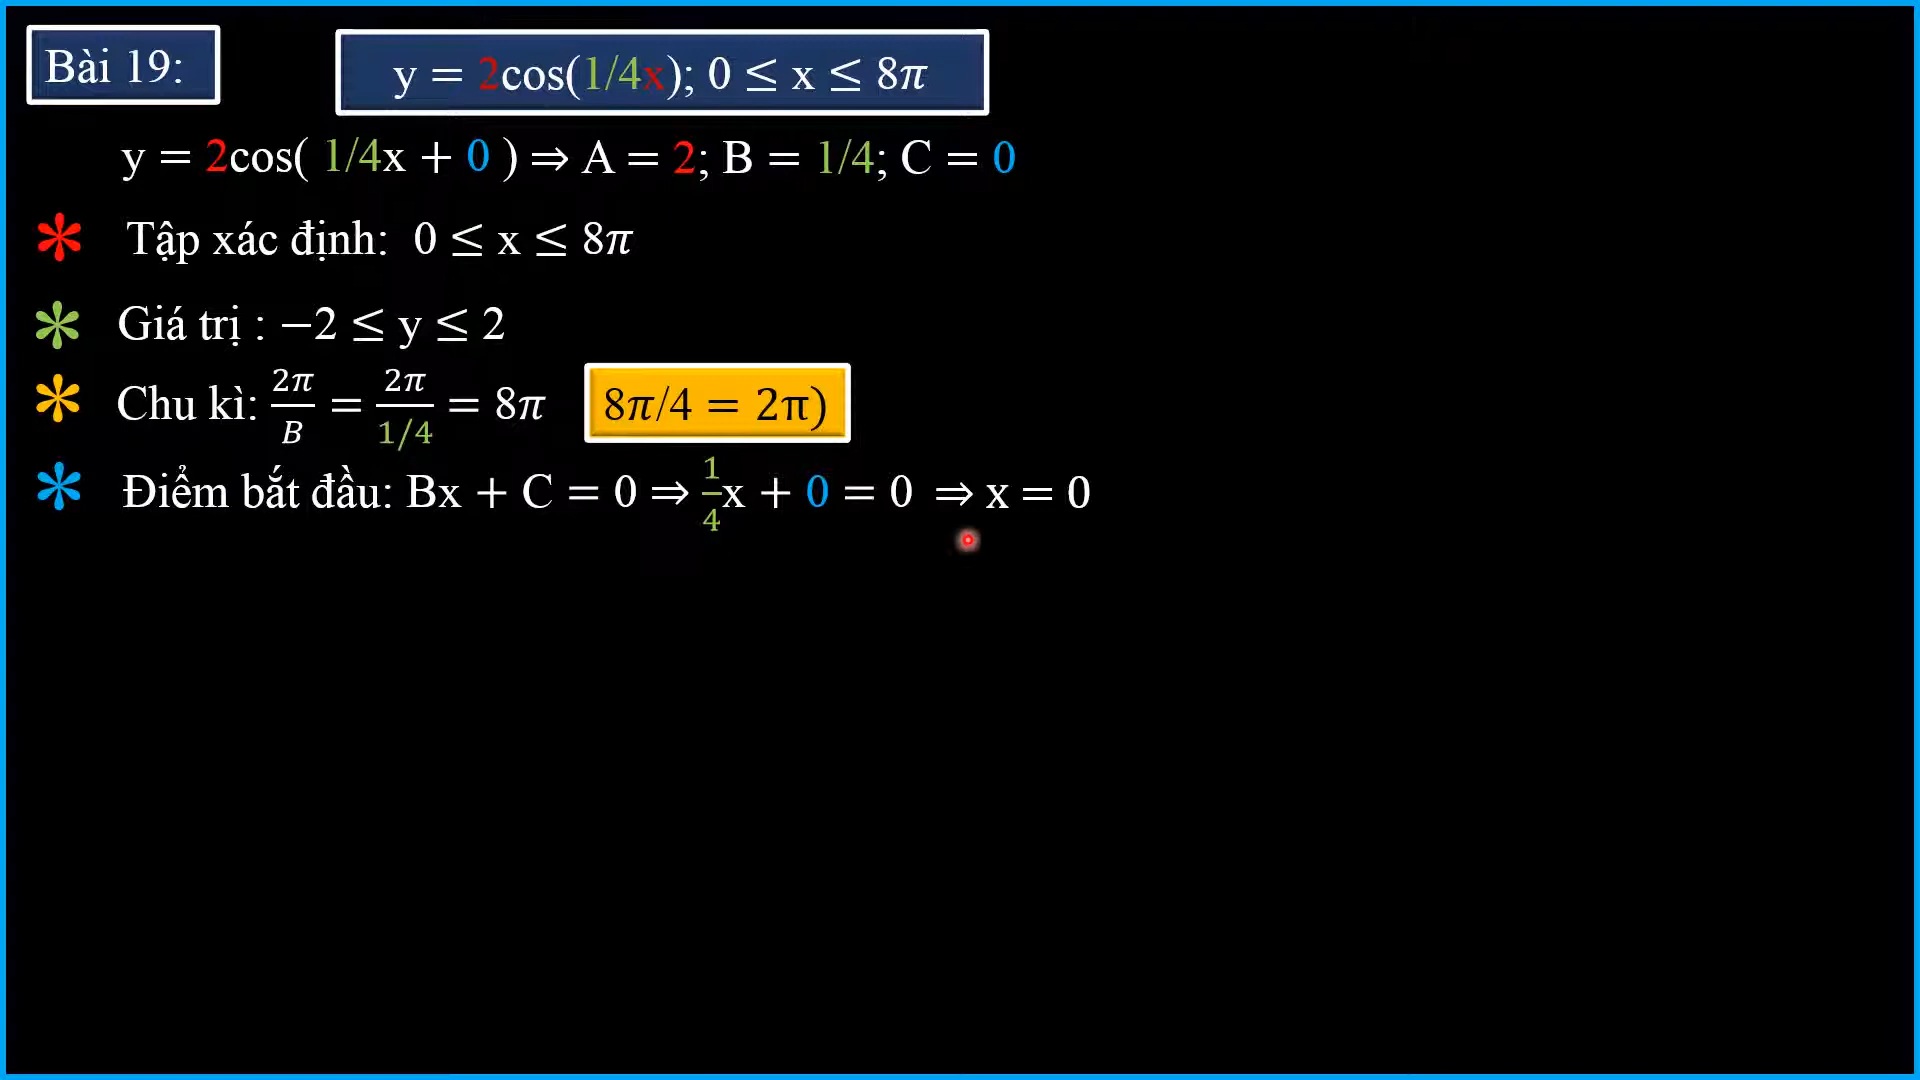 Bài 19:
y = 2cos(1/4x); 0 ≤ x ≤ 8π
y = 2cos( 1/4x + 0 ) ⇒ A = 2; B = 1/4; C = 0
* Tập xác định: 0 ≤ x ≤ 8π
* Giá trị : −2 ≤ y ≤ 2
* Chu kì: 2π/B = 2π/1/4 = 8π
8π/4 = 2π)
* Điểm bắt đầu: Bx + C = 0 ⇒ 1/4x + 0 = 0 ⇒ x = 0